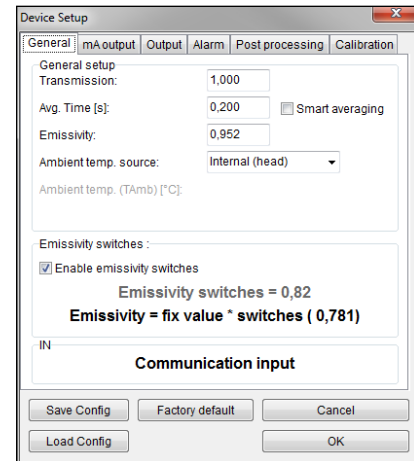 Device Setup
General mA output Output Alarm Post processing Calibration
General setup
Transmission: 1,000
Avg. Time [s]: 0,200 Smart averaging
Emissivity: 0,952
Ambient temp. source: Internal (head)
Ambient temp. (TAmb) [°C]:
Emissivity switches :
Enable emissivity switches
Emissivity switches = 0,82
Emissivity = fix value * switches ( 0,781)
IN
Communication input
Save Config Factory default Cancel
Load Config OK